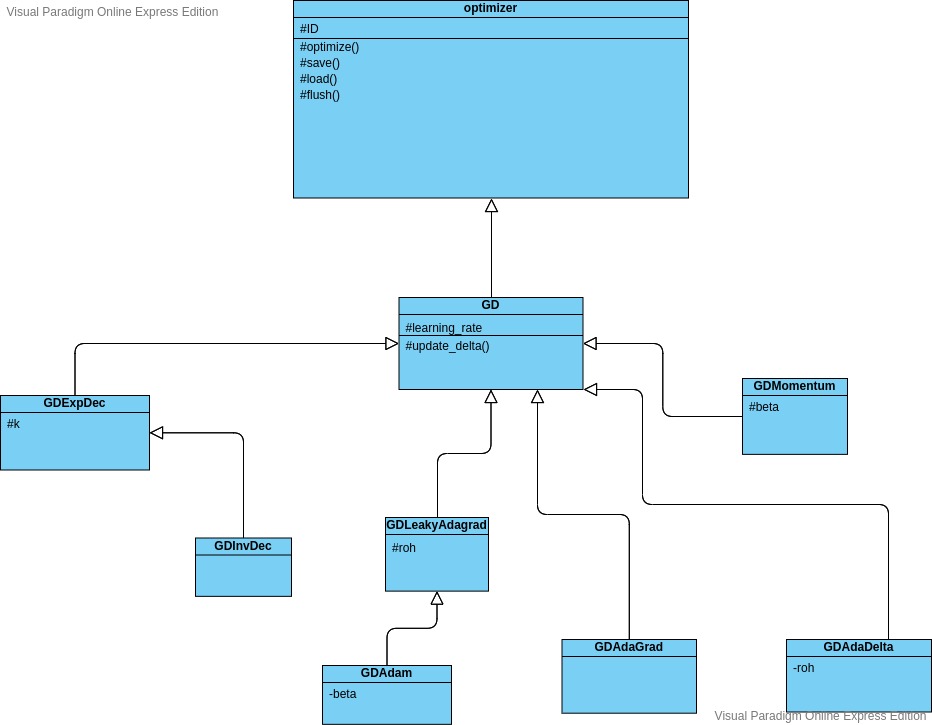 Visual Paradigm Online Express Edition
optimizer
#ID
#optimize()
#save()
#load()
#flush()
GD
#learning_rate
#update_delta()
GDMomentum
#beta
GDExpDec
#k
GDLeakyAdagrad
#roh
GDInvDec
GDAdaGrad
GDAdaDelta
-roh
GDAdam
-beta
Visual Paradigm Online Express Edition